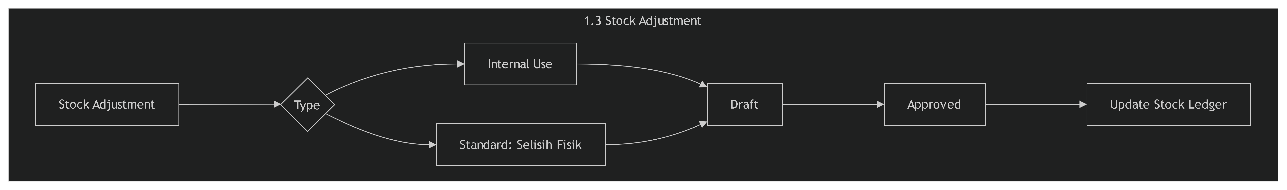 1.3 Stock Adjustment
Stock Adjustment
Type
Internal Use
Standard: Selisih Fisik
Draft
Approved
Update Stock Ledger